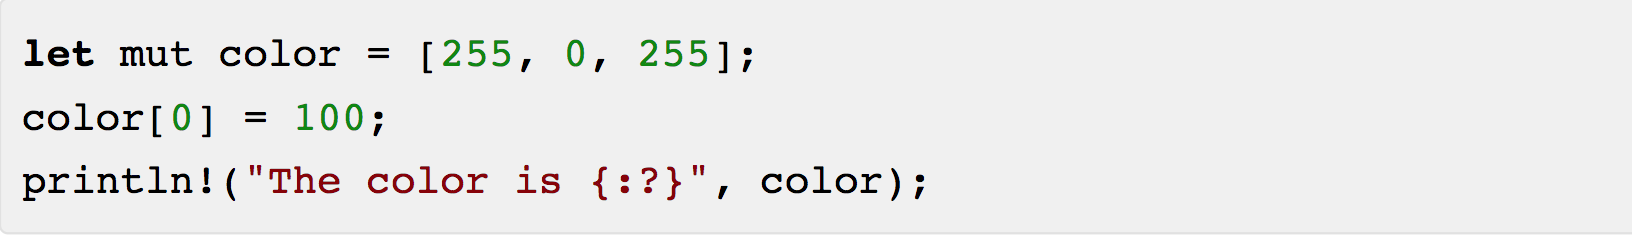 let mut color = [255, 0, 255];
color[0] = 100;
println!("The color is {:?}", color);